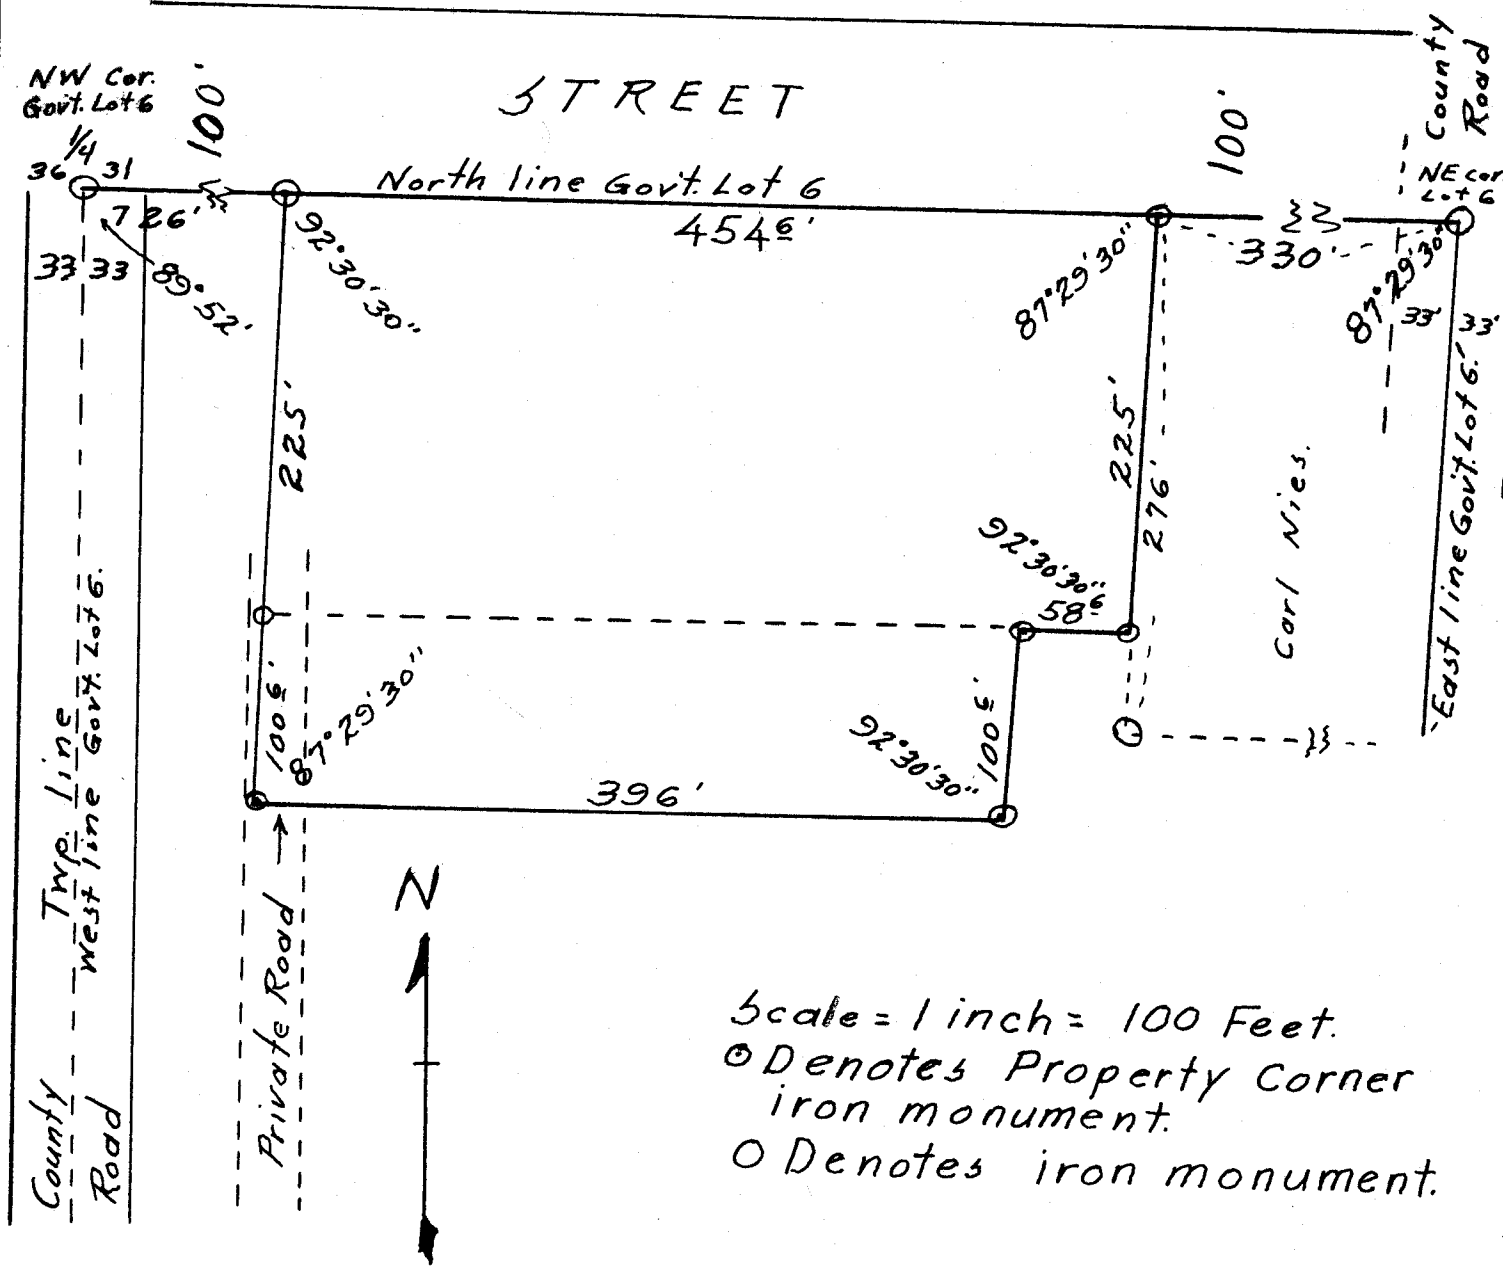 STREET
County
Road
NW Cor.
Govt. Lot 6
1/4
36 31
100'
100'
NE cor
Lot 6
North line Govt. Lot 6
726'
454.6'
330'
33 33
89°52'
92°30'30"
87°29'30"
87°29'30"
33' 33'
225'
225'
276'
Carl Nies.
East line Govt. Lot 6.
92°30'30"
58.6
100.6'
87°29'30"
100.6'
92°30'30"
396'
Twp. line
West line Govt. Lot 6.
County
Road
Private Road
N
Scale = 1 inch = 100 Feet.
Denotes Property Corner
iron monument.
O Denotes iron monument.